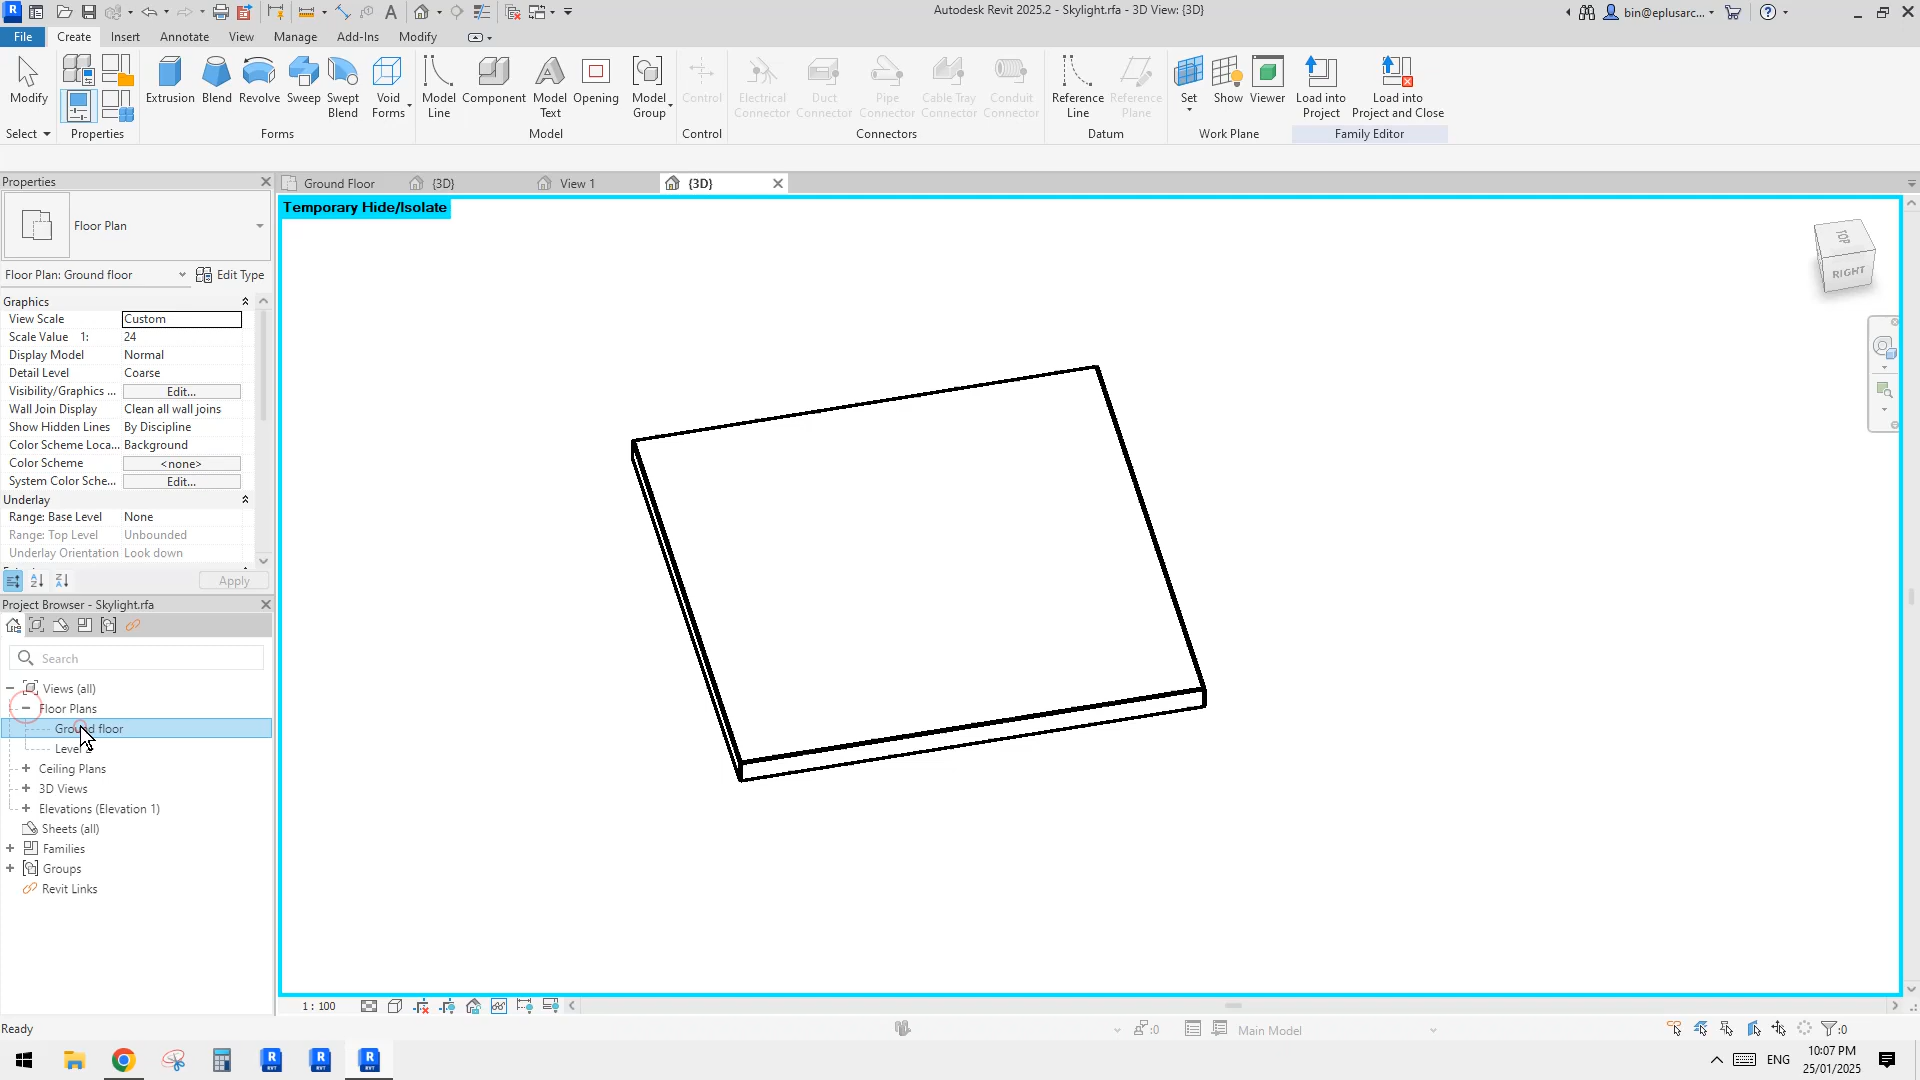 Autodesk Revit 2025.2 - Skylight.rfa - 3D View: {3D}
bin@eplusarc...
File Create Insert Annotate View Manage Add-Ins Modify
Modify
Extrusion Blend Revolve Sweep Swept Blend Void Forms
Model Line Component Model Text Opening Model Group
Control
Electrical Connector Duct Connector Pipe Connector Cable Tray Connector Conduit Connector
Reference Line Reference Plane
Set Show Viewer
Load into Project Load into Project and Close
Select Properties Forms Model Control Connectors Datum Work Plane Family Editor
Properties
Ground Floor {3D} View 1 {3D}
Temporary Hide/Isolate
Floor Plan
Floor Plan: Ground floor Edit Type
Graphics
View Scale Custom
Scale Value 1: 24
Display Model Normal
Detail Level Coarse
Visibility/Graphics ... Edit...
Wall Join Display Clean all wall joins
Show Hidden Lines By Discipline
Color Scheme Loca... Background
Color Scheme <none>
System Color Sche... Edit...
Underlay
Range: Base Level None
Range: Top Level Unbounded
Underlay Orientation Look down
Apply
TOP
RIGHT
Project Browser - Skylight.rfa
Search
Views (all)
Floor Plans
Ground floor
Level
Ceiling Plans
3D Views
Elevations (Elevation 1)
Sheets (all)
Families
Groups
Revit Links
1 : 100
Ready
:0
Main Model
:0
ENG
10:07 PM
25/01/2025